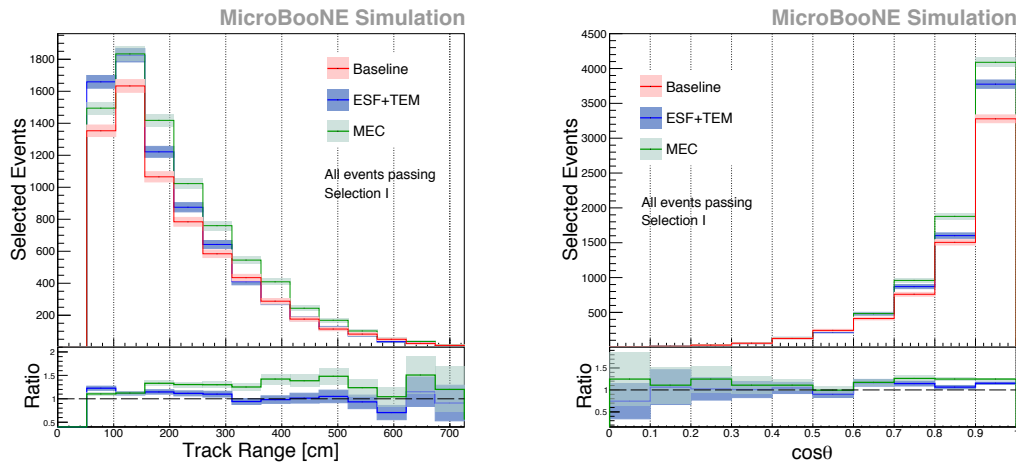 MicroBooNE Simulation
Selected Events
1800
1600
1400
1200
1000
800
600
400
200
Baseline
ESF+TEM
MEC
All events passing
Selection I
Ratio
2
1.5
1
0.5
0 100 200 300 400 500 600 700
Track Range [cm]
MicroBooNE Simulation
Selected Events
4500
4000
3500
3000
2500
2000
1500
1000
500
Baseline
ESF+TEM
MEC
All events passing
Selection I
Ratio
1.5
1
0.5
0 0.1 0.2 0.3 0.4 0.5 0.6 0.7 0.8 0.9 1
cosθ